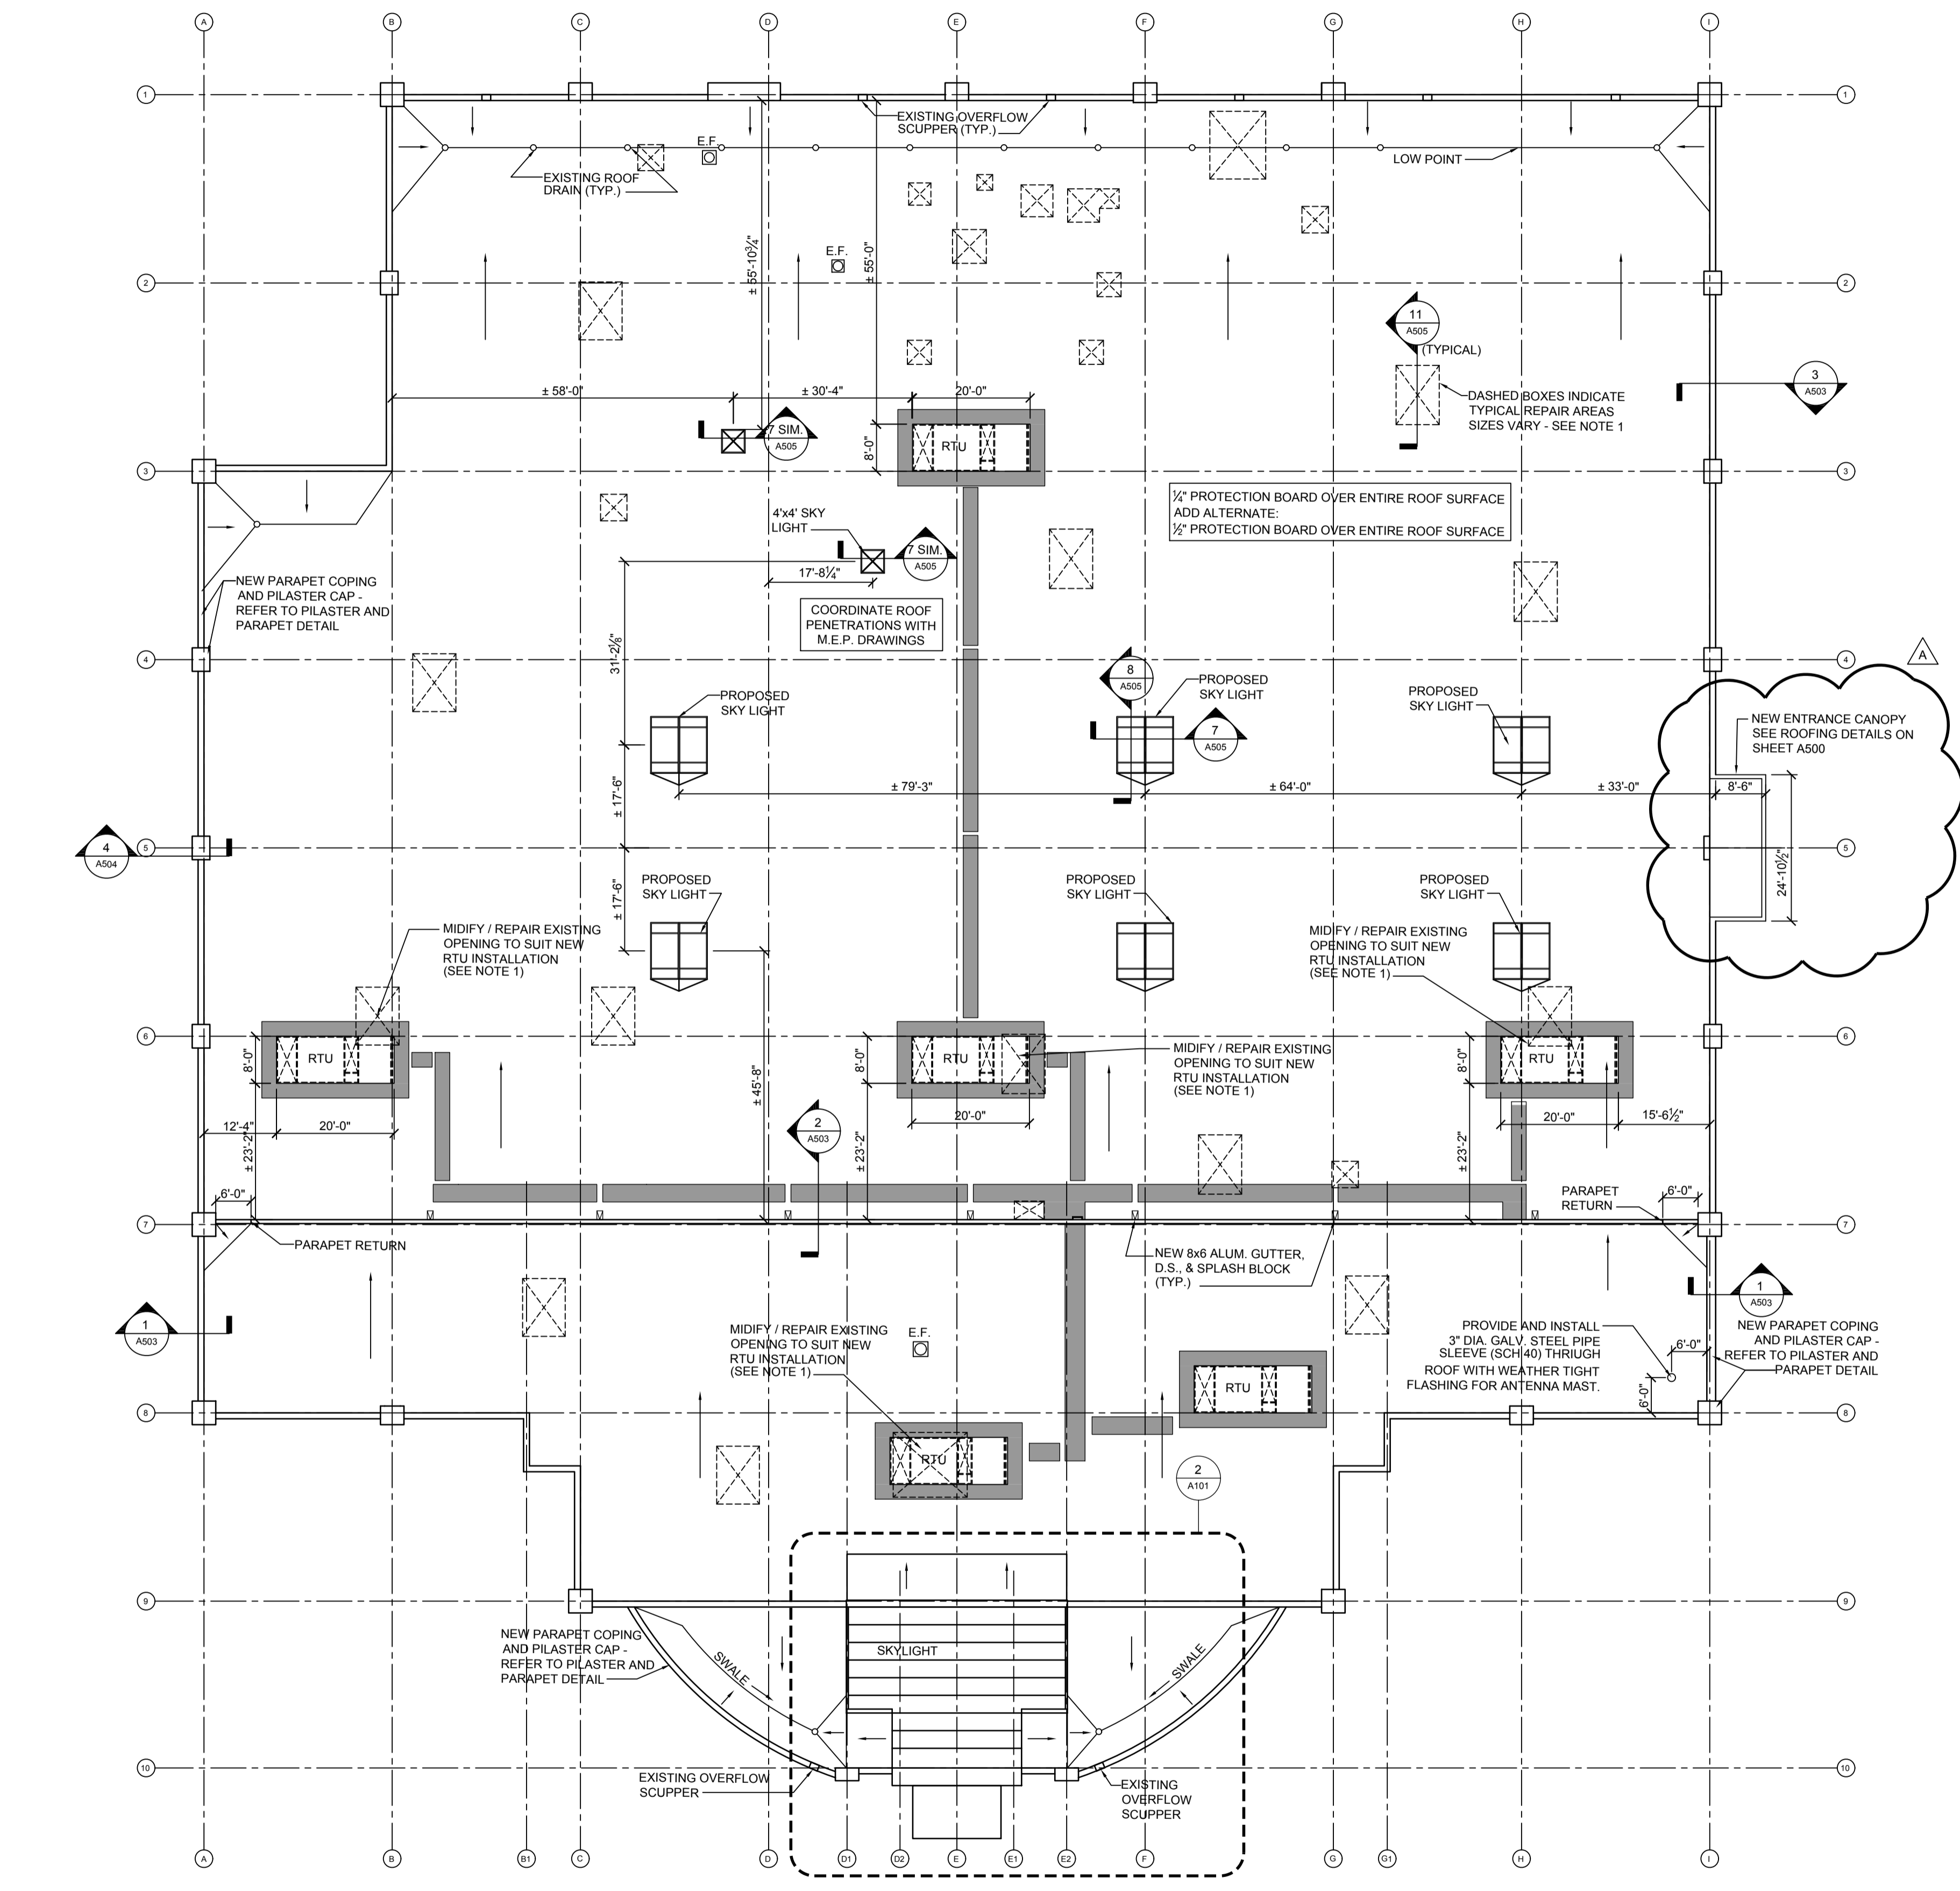 A
B
C
D
E
F
G
H
I
1
1
EXISTING OVERFLOW
SCUPPER (TYP.)
E.F.
LOW POINT
EXISTING ROOF
DRAIN (TYP.)
± 55'-10¾"
± 55'-0"
E.F.
2
2
11
A505
(TYPICAL)
3
A503
± 58'-0"
± 30'-4"
20'-0"
DASHED BOXES INDICATE
TYPICAL REPAIR AREAS
SIZES VARY - SEE NOTE 1
7 SIM.
A505
8'-0"
RTU
3
3
¼" PROTECTION BOARD OVER ENTIRE ROOF SURFACE
ADD ALTERNATE:
½" PROTECTION BOARD OVER ENTIRE ROOF SURFACE
4'x4' SKY
LIGHT
7 SIM.
A505
17'-8¼"
NEW PARAPET COPING
AND PILASTER CAP -
REFER TO PILASTER AND
PARAPET DETAIL
COORDINATE ROOF
PENETRATIONS WITH
M.E.P. DRAWINGS
31'-2⅛"
4
4
A
8
A505
PROPOSED
SKY LIGHT
PROPOSED
SKY LIGHT
PROPOSED
SKY LIGHT
7
A505
NEW ENTRANCE CANOPY
SEE ROOFING DETAILS ON
SHEET A500
± 17'-6"
± 79'-3"
± 64'-0"
± 33'-0"
8'-6"
4
A504
5
5
24'-10½"
± 17'-6"
PROPOSED
SKY LIGHT
PROPOSED
SKY LIGHT
PROPOSED
SKY LIGHT
MIDIFY / REPAIR EXISTING
OPENING TO SUIT NEW
RTU INSTALLATION
(SEE NOTE 1)
MIDIFY / REPAIR EXISTING
OPENING TO SUIT NEW
RTU INSTALLATION
(SEE NOTE 1)
6
6
8'-0"
RTU
8'-0"
RTU
MIDIFY / REPAIR EXISTING
OPENING TO SUIT NEW
RTU INSTALLATION
(SEE NOTE 1)
8'-0"
RTU
± 45'-8"
12'-4"
20'-0"
± 23'-2"
2
A503
20'-0"
± 23'-2"
20'-0"
15'-6½"
± 23'-2"
6'-0"
PARAPET
RETURN
6'-0"
7
7
PARAPET RETURN
NEW 8x6 ALUM. GUTTER,
D.S., & SPLASH BLOCK
(TYP.)
1
A503
1
A503
MIDIFY / REPAIR EXISTING
OPENING TO SUIT NEW
RTU INSTALLATION
(SEE NOTE 1)
E.F.
PROVIDE AND INSTALL
3" DIA. GALV. STEEL PIPE
SLEEVE (SCH 40) THRIUGH
ROOF WITH WEATHER TIGHT
FLASHING FOR ANTENNA MAST.
6'-0"
6'-0"
NEW PARAPET COPING
AND PILASTER CAP -
REFER TO PILASTER AND
PARAPET DETAIL
RTU
8
8
RTU
2
A101
9
9
NEW PARAPET COPING
AND PILASTER CAP -
REFER TO PILASTER AND
PARAPET DETAIL
SWALE
SKYLIGHT
SWALE
10
10
EXISTING OVERFLOW
SCUPPER
EXISTING
OVERFLOW
SCUPPER
A
B
B1
C
D
D1
D2
E
E1
E2
F
G
G1
H
I